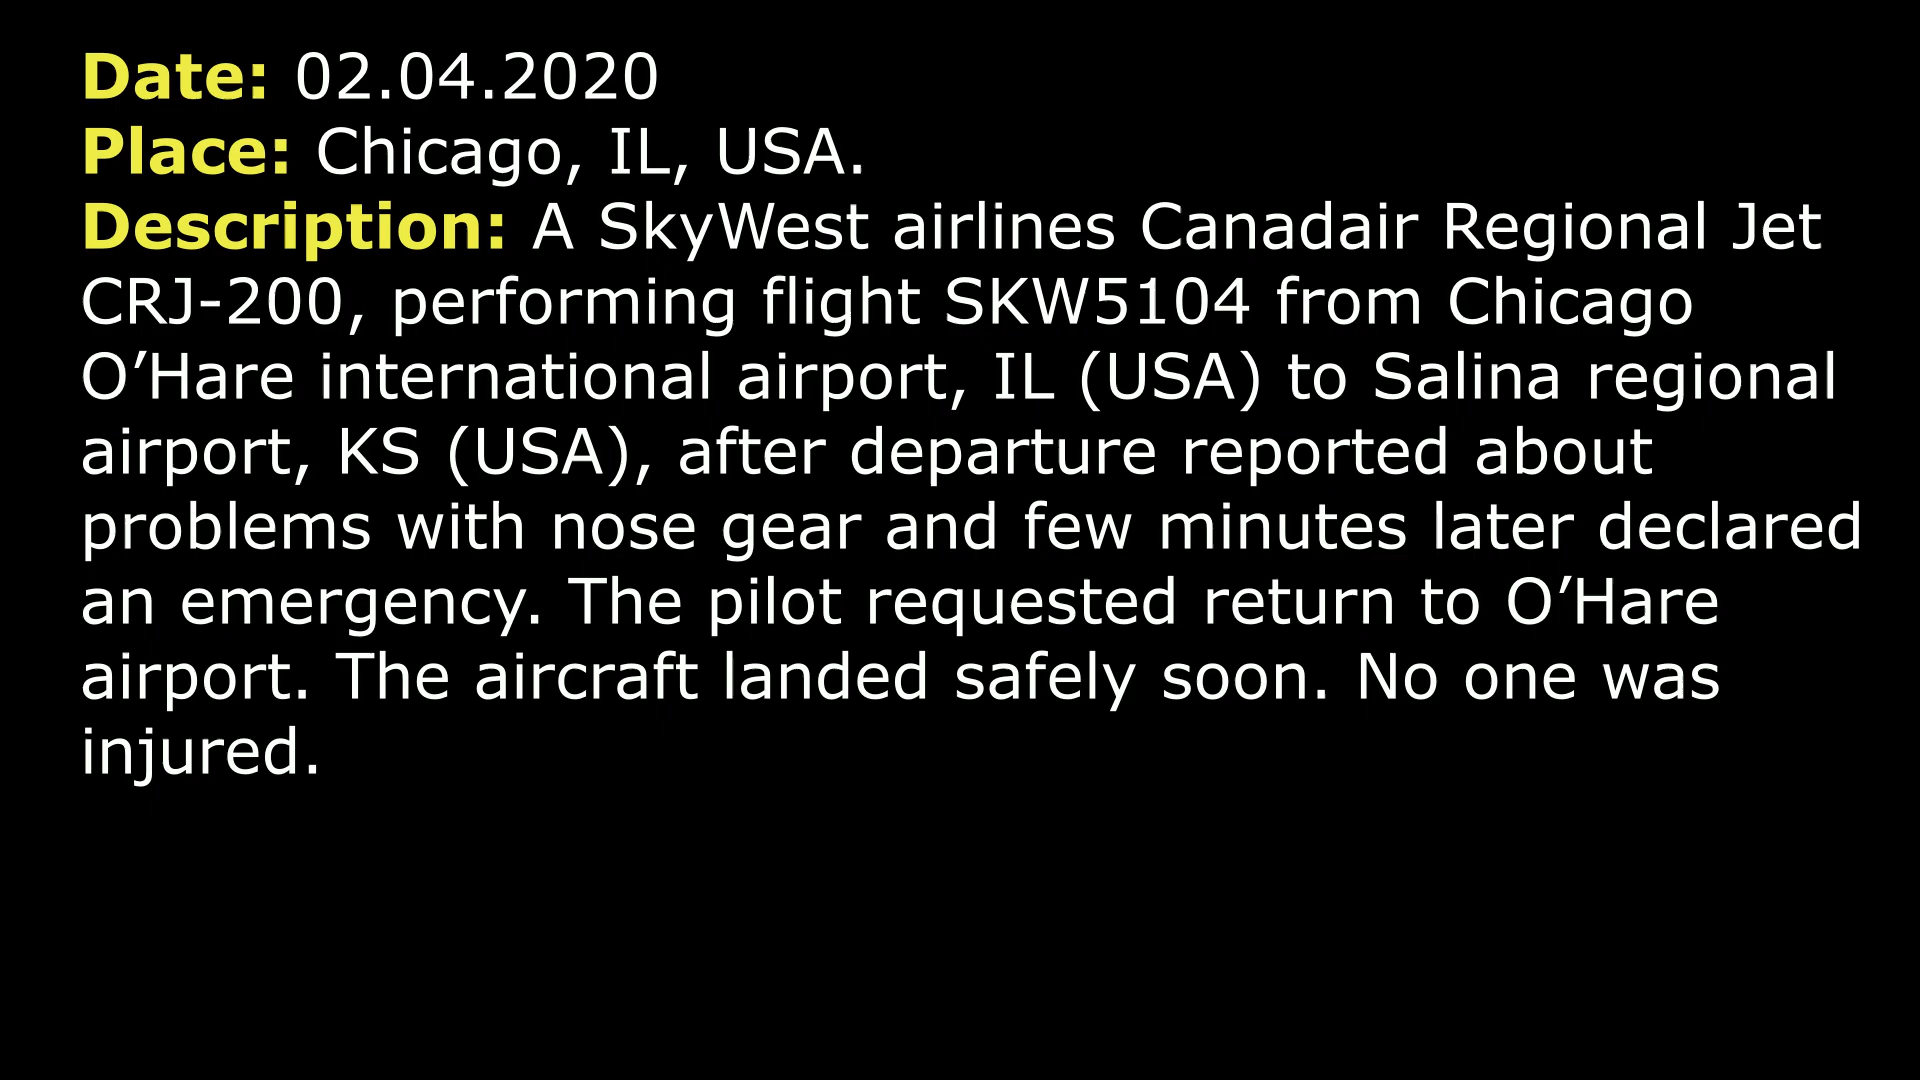 Date: 02.04.2020
Place: Chicago, IL, USA.
Description: A SkyWest airlines Canadair Regional Jet
CRJ-200, performing flight SKW5104 from Chicago
O’Hare international airport, IL (USA) to Salina regional
airport, KS (USA), after departure reported about
problems with nose gear and few minutes later declared
an emergency. The pilot requested return to O’Hare
airport. The aircraft landed safely soon. No one was
injured.